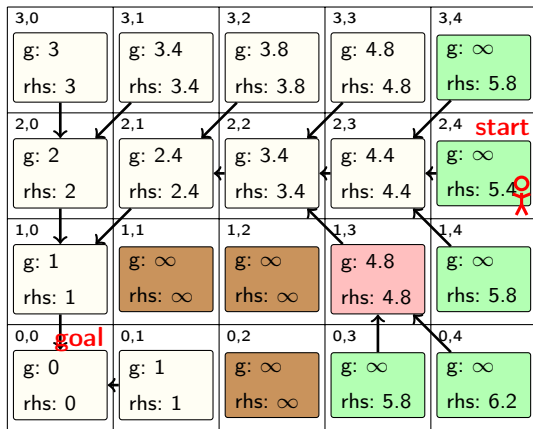 3,0 3,1 3,2 3,3 3,4
g: 3 g: 3.4 g: 3.8 g: 4.8 g: ∞
rhs: 3 rhs: 3.4 rhs: 3.8 rhs: 4.8 rhs: 5.8
2,0 2,1 2,2 2,3 2,4 start
g: 2 g: 2.4 g: 3.4 g: 4.4 g: ∞
rhs: 2 rhs: 2.4 rhs: 3.4 rhs: 4.4 rhs: 5.4
1,0 1,1 1,2 1,3 1,4
g: 1 g: ∞ g: ∞ g: 4.8 g: ∞
rhs: 1 rhs: ∞ rhs: ∞ rhs: 4.8 rhs: 5.8
0,0 goal 0,1 0,2 0,3 0,4
g: 0 g: 1 g: ∞ g: ∞ g: ∞
rhs: 0 rhs: 1 rhs: ∞ rhs: 5.8 rhs: 6.2